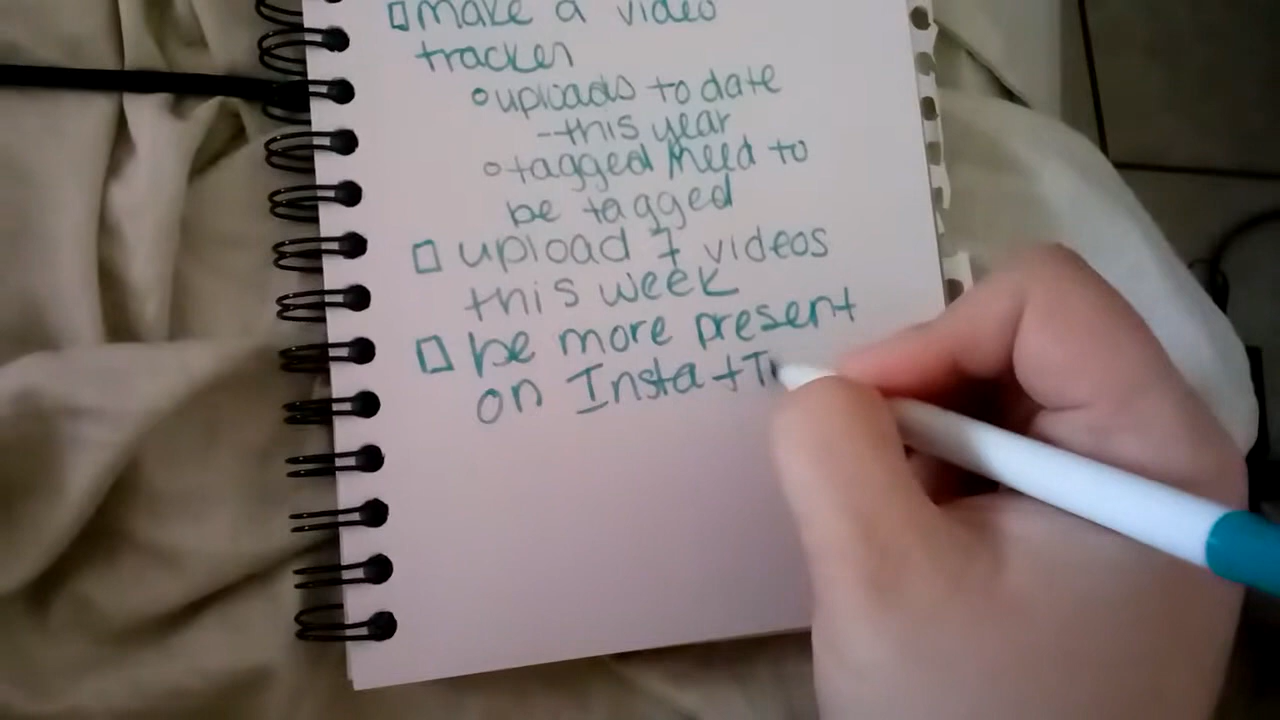 make a video
tracker
uploads to date
-this year
tagged/need to
be tagged
upload 7 videos
this week
be more present
on Insta + T